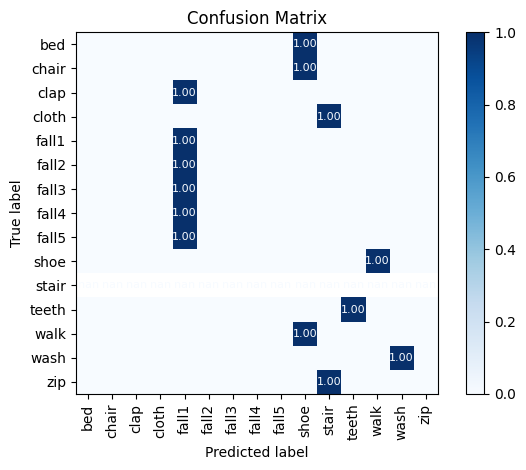 Confusion Matrix
True label
bed
1.00
chair
1.00
clap
1.00
cloth
1.00
fall1
1.00
fall2
1.00
fall3
1.00
fall4
1.00
fall5
1.00
shoe
1.00
stair
teeth
1.00
walk
1.00
wash
1.00
zip
1.00
bed
chair
clap
cloth
fall1
fall2
fall3
fall4
fall5
shoe
stair
teeth
walk
wash
zip
Predicted label
1.0
0.8
0.6
0.4
0.2
0.0